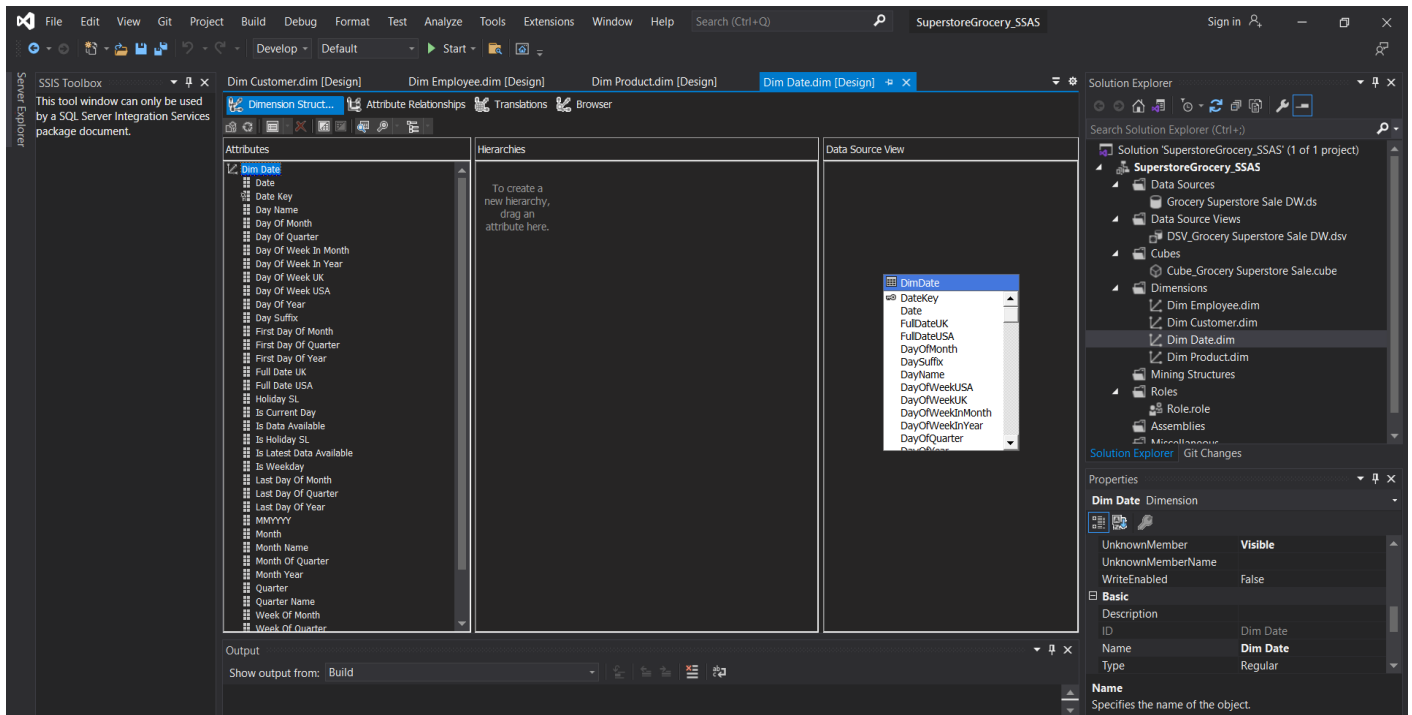 File Edit View Git Project Build Debug Format Test Analyze Tools Extensions Window Help Search (Ctrl+Q) SuperstoreGrocery_SSAS Sign in
Develop Default Start
Server Explorer
SSIS Toolbox
This tool window can only be used
by a SQL Server Integration Services
package document.
Dim Customer.dim [Design] Dim Employee.dim [Design] Dim Product.dim [Design] Dim Date.dim [Design]
Dimension Struct... Attribute Relationships Translations Browser
Attributes
Dim Date
Date
Date Key
Day Name
Day Of Month
Day Of Quarter
Day Of Week In Month
Day Of Week In Year
Day Of Week UK
Day Of Week USA
Day Of Year
Day Suffix
First Day Of Month
First Day Of Quarter
First Day Of Year
Full Date UK
Full Date USA
Holiday SL
Is Current Day
Is Data Available
Is Holiday SL
Is Latest Data Available
Is Weekday
Last Day Of Month
Last Day Of Quarter
Last Day Of Year
MMYYYY
Month
Month Name
Month Of Quarter
Month Year
Quarter
Quarter Name
Week Of Month
Week Of Quarter
Hierarchies
To create a
new hierarchy,
drag an
attribute here.
Data Source View
DimDate
DateKey
Date
FullDateUK
FullDateUSA
DayOfMonth
DaySuffix
DayName
DayOfWeekUSA
DayOfWeekUK
DayOfWeekInMonth
DayOfWeekInYear
DayOfQuarter
DayOfYear
Output
Show output from: Build
Solution Explorer
Search Solution Explorer (Ctrl+;)
Solution 'SuperstoreGrocery_SSAS' (1 of 1 project)
SuperstoreGrocery_SSAS
Data Sources
Grocery Superstore Sale DW.ds
Data Source Views
DSV_Grocery Superstore Sale DW.dsv
Cubes
Cube_Grocery Superstore Sale.cube
Dimensions
Dim Employee.dim
Dim Customer.dim
Dim Date.dim
Dim Product.dim
Mining Structures
Roles
Role.role
Assemblies
Miscellaneous
Solution Explorer Git Changes
Properties
Dim Date Dimension
UnknownMember Visible
UnknownMemberName
WriteEnabled False
Basic
Description
ID Dim Date
Name Dim Date
Type Regular
Name
Specifies the name of the object.